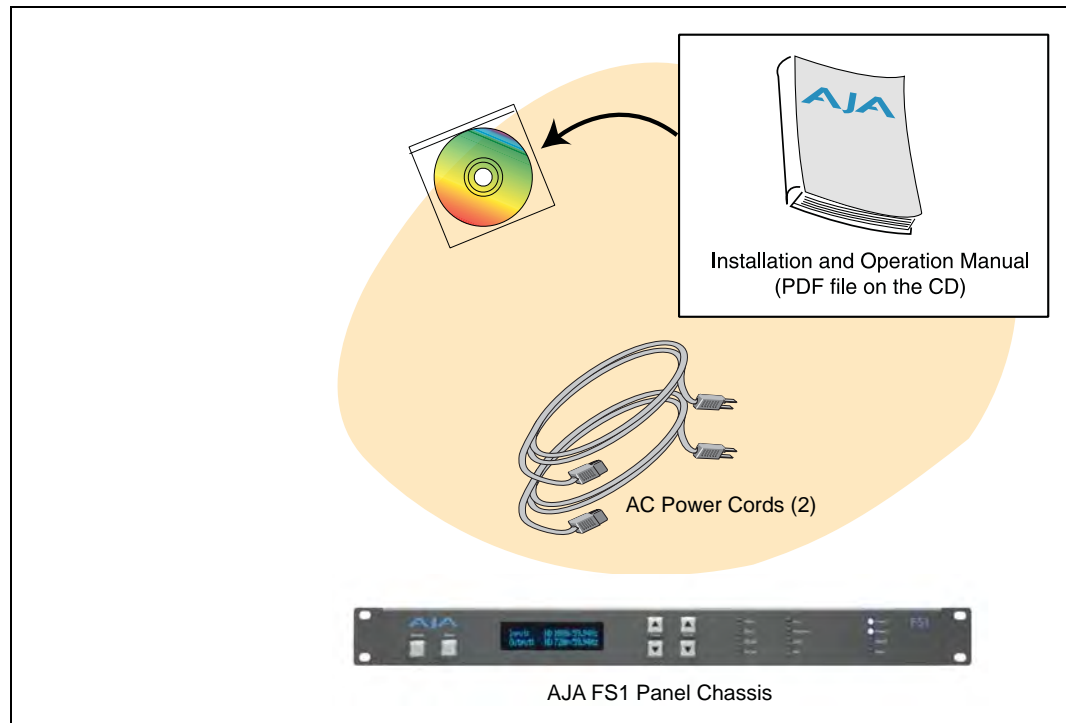 AJA
Installation and Operation Manual
(PDF file on the CD)
AC Power Cords (2)
AJA
FS1
AJA FS1 Panel Chassis